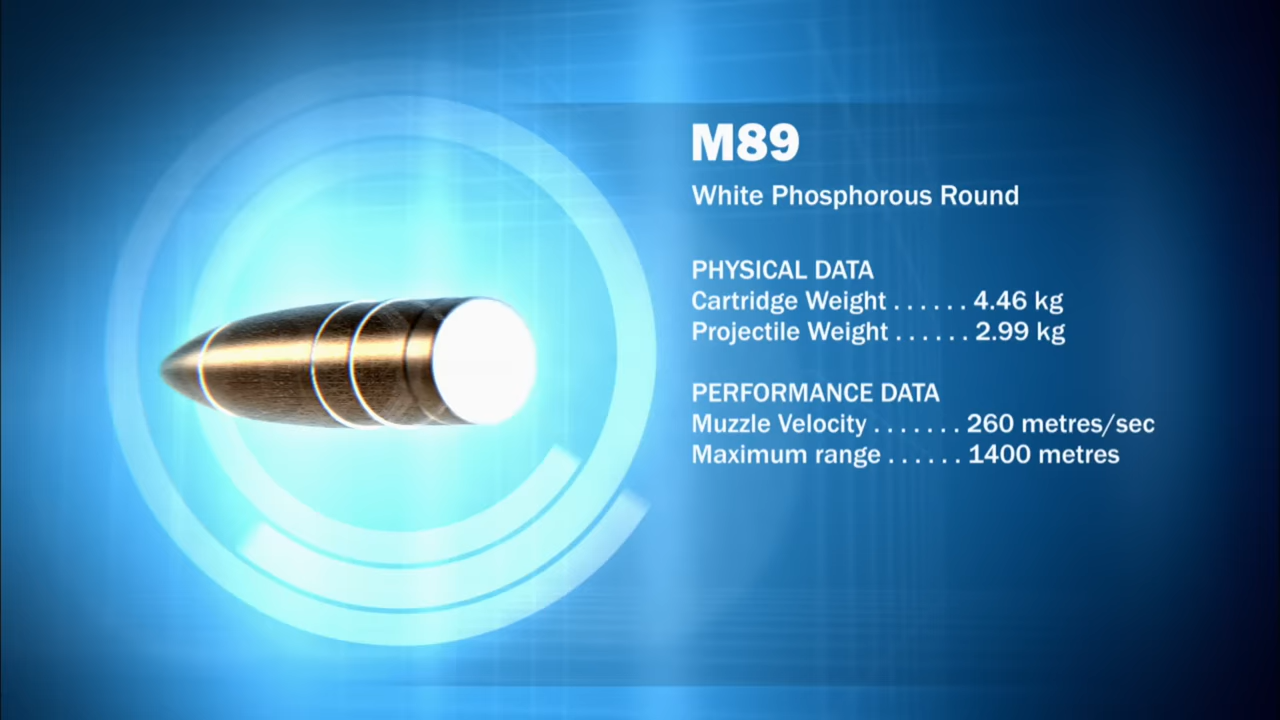 M89
White Phosphorous Round
PHYSICAL DATA
Cartridge Weight . . . . . . 4.46 kg
Projectile Weight . . . . . . 2.99 kg
PERFORMANCE DATA
Muzzle Velocity . . . . . . . 260 metres/sec
Maximum range . . . . . . 1400 metres